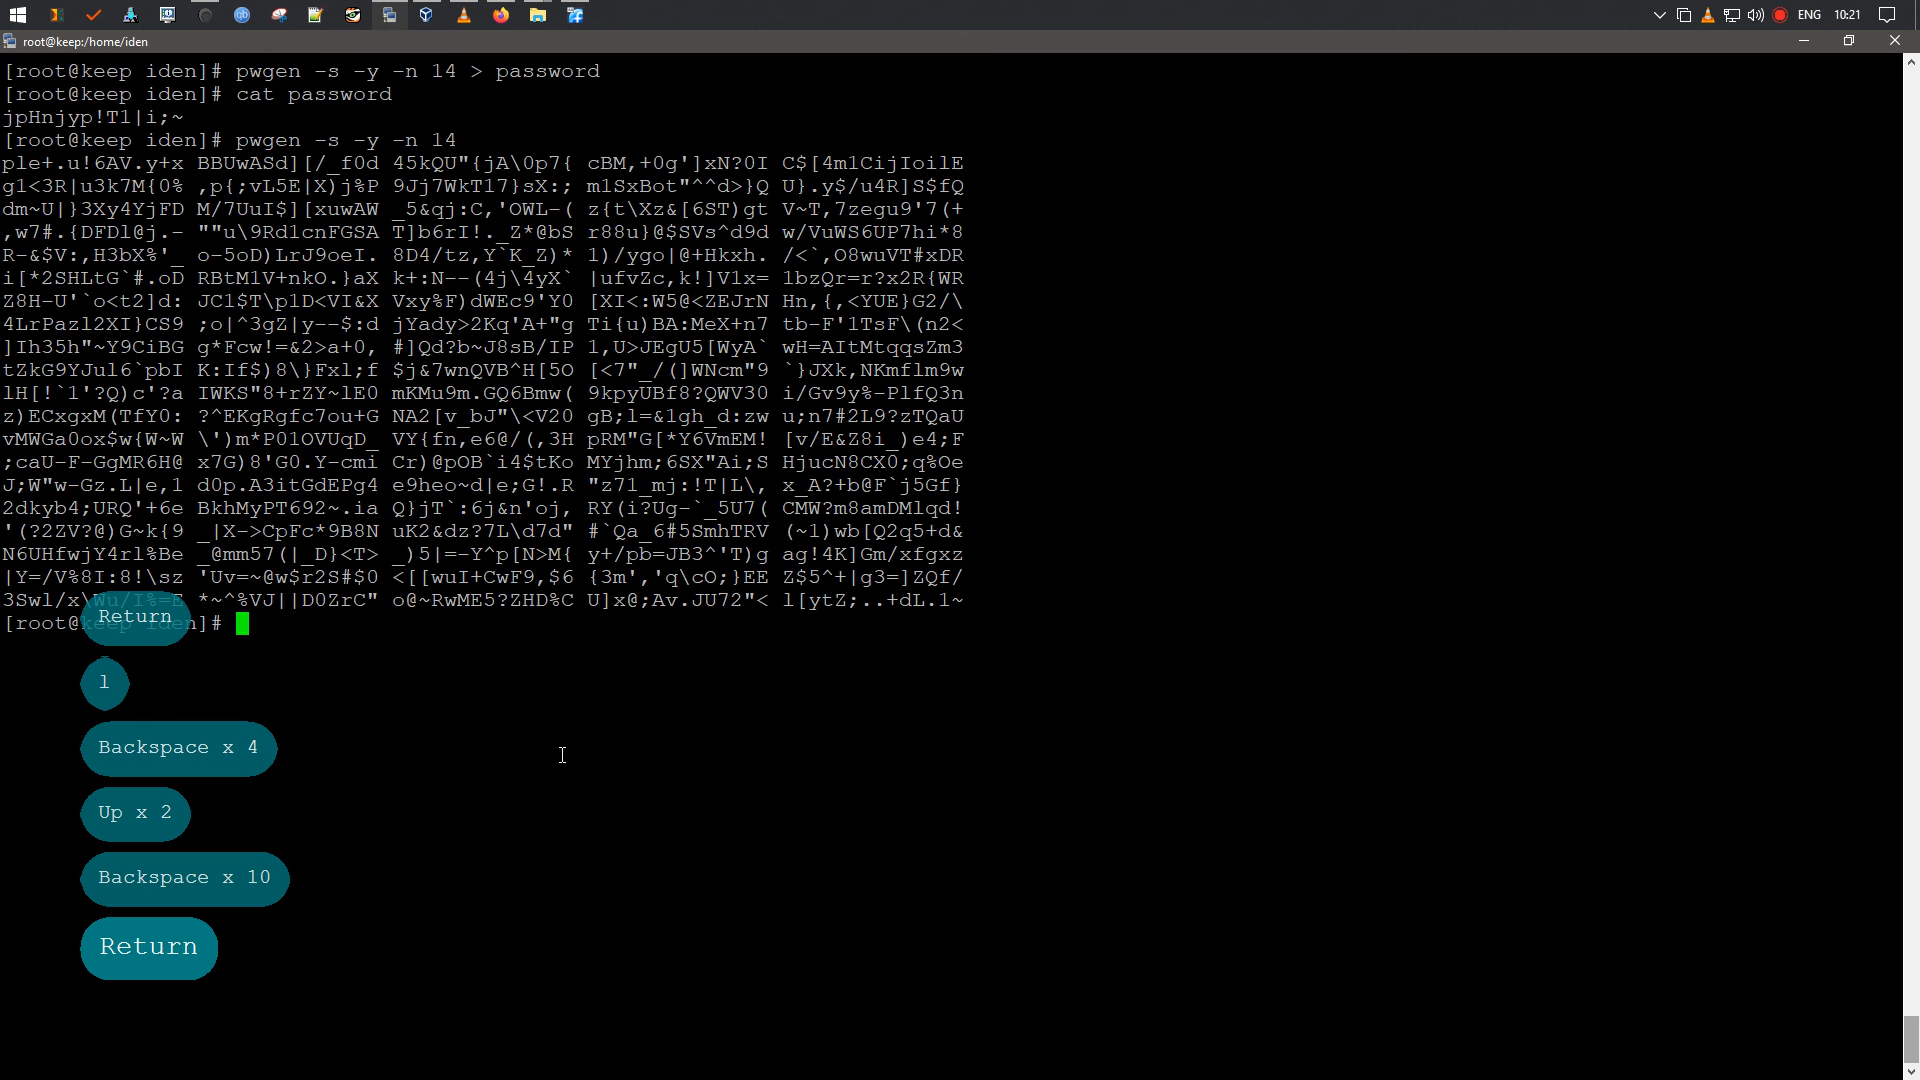 ENG 10:21
root@keep:/home/iden
[root@keep iden]# pwgen -s -y -n 14 > password
[root@keep iden]# cat password
jpHnjyp!T1|i;~
[root@keep iden]# pwgen -s -y -n 14
ple+.u!6AV.y+x BBUwASd][/_f0d 45kQU"{jA\0p7{ cBM,+0g']xN?0I C$[4m1CijIoilE
g1<3R|u3k7M{0% ,p{;vL5E|X)j%P 9Jj7WkT17}sX:; m1SxBot"^^d>}Q U}.y$/u4R]S$fQ
dm~U|}3Xy4YjFD M/7UuI$][xuwAW _5&qj:C,'OWL-( z{t\Xz&[6ST)gt V~T,7zegu9'7(+
,w7#.{DFDl@j.- ""u\9Rd1cnFGSA T]b6rI!._Z*@bS r88u}@$SVs^d9d w/VuWS6UP7hi*8
R-&$V:,H3bX%'_ o-5oD)LrJ9oeI. 8D4/tz,Y`K_Z)* 1)/ygo|@+Hkxh. /<`,O8wuVT#xDR
i[*2SHLtG`#.oD RBtM1V+nkO.}aX k+:N--(4j\4yX` |ufvZc,k!]V1x= 1bzQr=r?x2R{WR
Z8H-U'`o<t2]d: JC1$T\p1D<VI&X Vxy%F)dWEc9'Y0 [XI<:W5@<ZEJrN Hn,{,<YUE}G2/\
4LrPazl2XI}CS9 ;o|^3gZ|y--$:d jYady>2Kq'A+"g Ti{u)BA:MeX+n7 tb-F'1TsF\(n2<
]Ih35h"~Y9CiBG g*Fcw!=&2>a+0, #]Qd?b~J8sB/IP 1,U>JEgU5[WyA` wH=AItMtqqsZm3
tZkG9YJul6`pbI K:If$)8\}Fxl;f $j&7wnQVB^H[5O [<7"_/(]WNcm"9 `}JXk,NKmflm9w
lH[!`1'?Q)c'?a IWKS"8+rZY~lE0 mKMu9m.GQ6Bmw( 9kpyUBf8?QWV30 i/Gv9y%-PlfQ3n
z)ECxgxM(TfY0: ?^EKgRgfc7ou+G NA2[v_bJ"\<V20 gB;l=&1gh_d:zw u;n7#2L9?zTQaU
vMWGa0ox$w{W~W \')m*P01OVUqD_ VY{fn,e6@/(,3H pRM"G[*Y6VmEM! [v/E&Z8i_)e4;F
;caU-F-GgMR6H@ x7G)8'G0.Y-cmi Cr)@pOB`i4$tKo MYjhm;6SX"Ai;S HjucN8CX0;q%Oe
J;W"w-Gz.L|e,1 d0p.A3itGdEPg4 e9heo~d|e;G!.R "z71_mj:!T|L\, x_A?+b@F`j5Gf}
2dkyb4;URQ'+6e BkhMyPT692~.ia Q}jT`:6j&n'oj, RY(i?Ug-`_5U7( CMW?m8amDMlqd!
'(?2ZV?@)G~k{9 _|X->CpFc*9B8N uK2&dz?7L\d7d" #`Qa_6#5SmhTRV (~1)wb[Q2q5+d&
N6UHfwjY4rl%Be _@mm57(|_D}<T> _)5|=-Y^p[N>M{ y+/pb=JB3^'T)g ag!4K]Gm/xfgxz
|Y=/V%8I:8!\sz 'Uv=~@w$r2S#$0 <[[wuI+CwF9,$6 {3m','q\cO;}EE Z$5^+|g3=]ZQf/
3Swl/x\Wu/I%=E *~^%VJ||D0ZrC" o@~RwME5?ZHD%C U]x@;Av.JU72"< l[ytZ;..+dL.1~
[root@keep iden]#
Return
l
Backspace x 4
Up x 2
Backspace x 10
Return